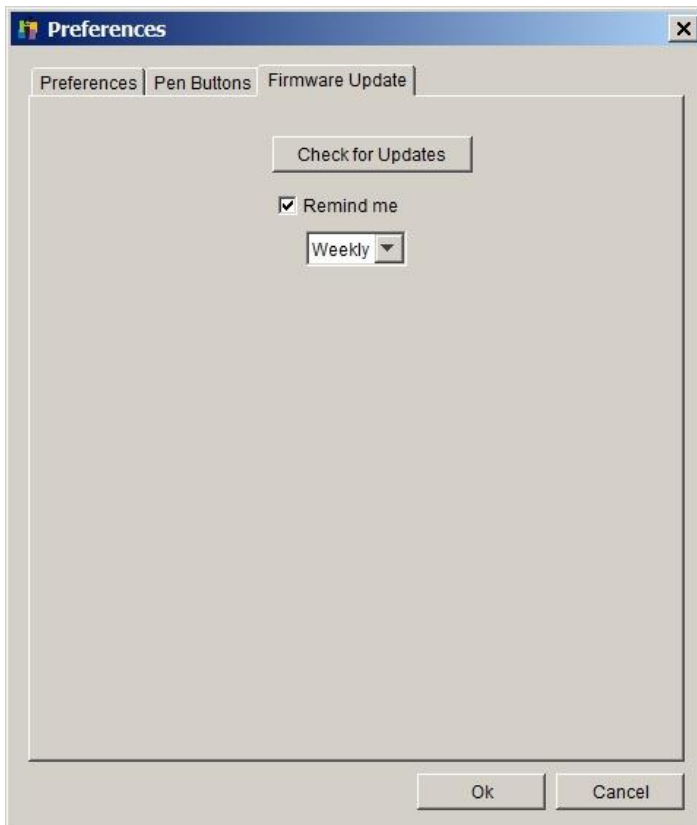 Preferences
Preferences Pen Buttons Firmware Update
Check for Updates
Remind me
Weekly
Ok Cancel